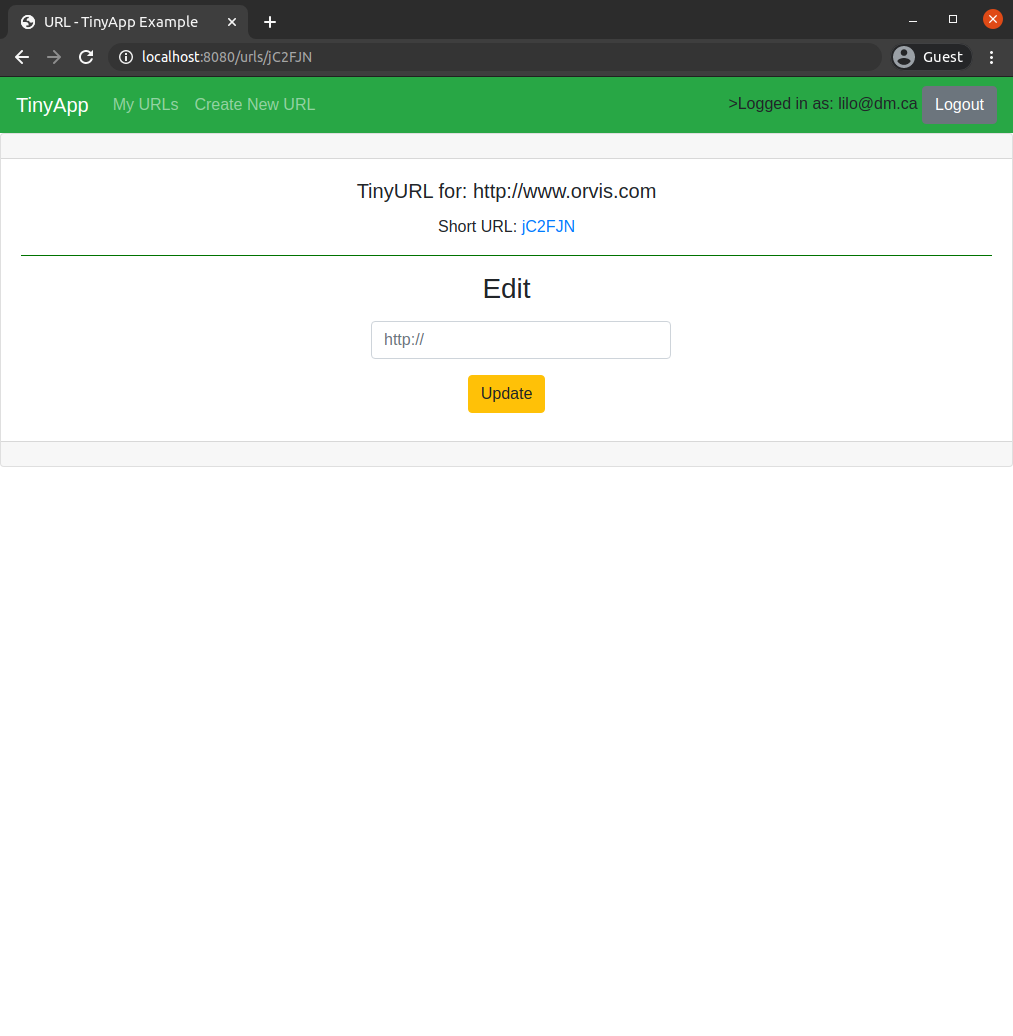 URL - TinyApp Example
localhost:8080/urls/jC2FJN
Guest
TinyApp My URLs Create New URL >Logged in as: lilo@dm.ca Logout
TinyURL for: http://www.orvis.com
Short URL: jC2FJN
Edit
http://
Update